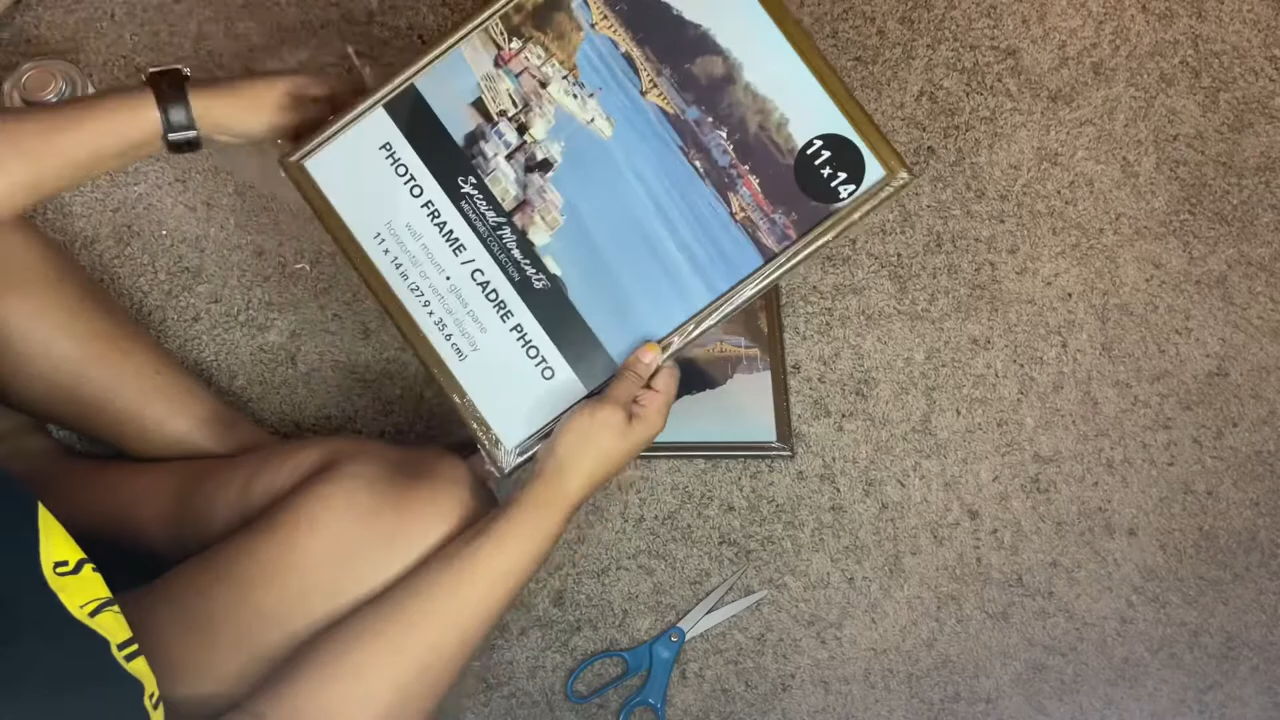 11x14
Special Moments
MEMORIES COLLECTION
PHOTO FRAME / CADRE PHOTO
wall mount • glass pane
horizontal or vertical display
11 x 14 in (27.9 x 35.6 cm)